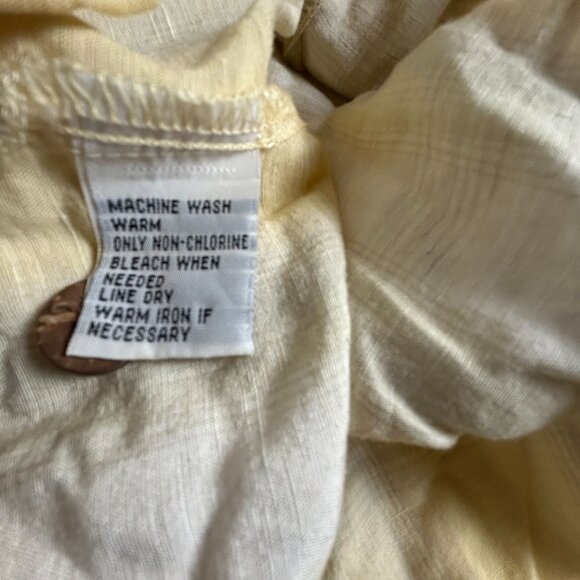 MACHINE WASH
WARM
ONLY NON-CHLORINE
BLEACH WHEN
NEEDED
LINE DRY
WARM IRON IF
NECESSARY